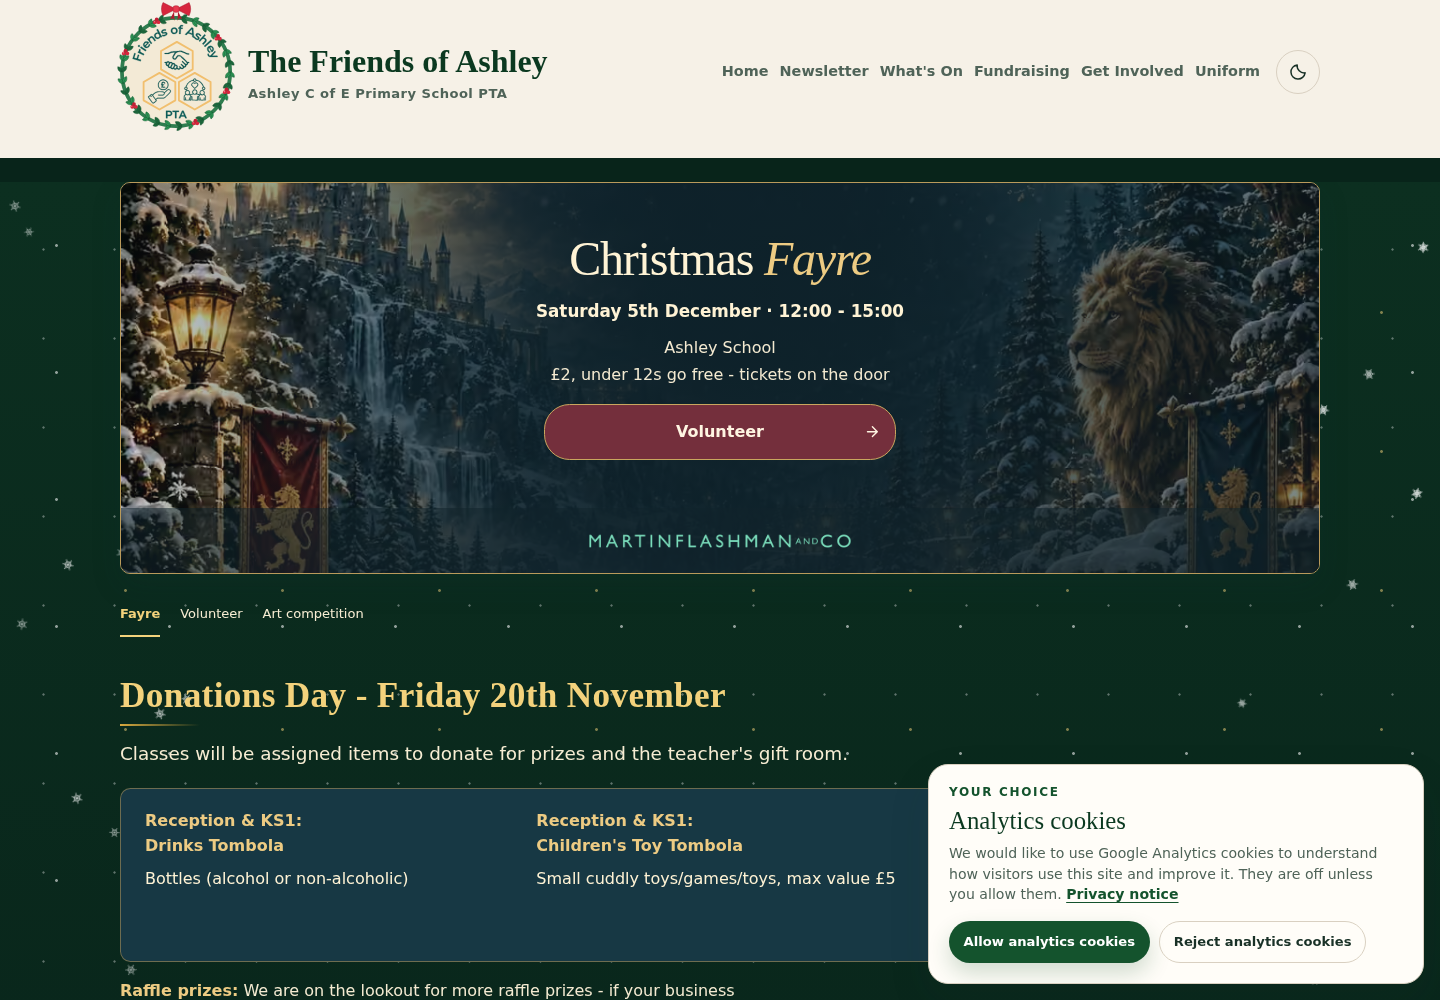 Friends of Ashley
PTA
The Friends of Ashley
Ashley C of E Primary School PTA
Home Newsletter What's On Fundraising Get Involved Uniform
Christmas Fayre
Saturday 5th December · 12:00 - 15:00
Ashley School
£2, under 12s go free - tickets on the door
Volunteer →
MARTINFLASHMANANDCO
Fayre Volunteer Art competition
Donations Day - Friday 20th November
Classes will be assigned items to donate for prizes and the teacher's gift room.
Reception & KS1:
Drinks Tombola
Bottles (alcohol or non-alcoholic)
Reception & KS1:
Children's Toy Tombola
Small cuddly toys/games/toys, max value £5
Raffle prizes: We are on the lookout for more raffle prizes - if your business
YOUR CHOICE
Analytics cookies
We would like to use Google Analytics cookies to understand
how visitors use this site and improve it. They are off unless
you allow them. Privacy notice
Allow analytics cookies
Reject analytics cookies